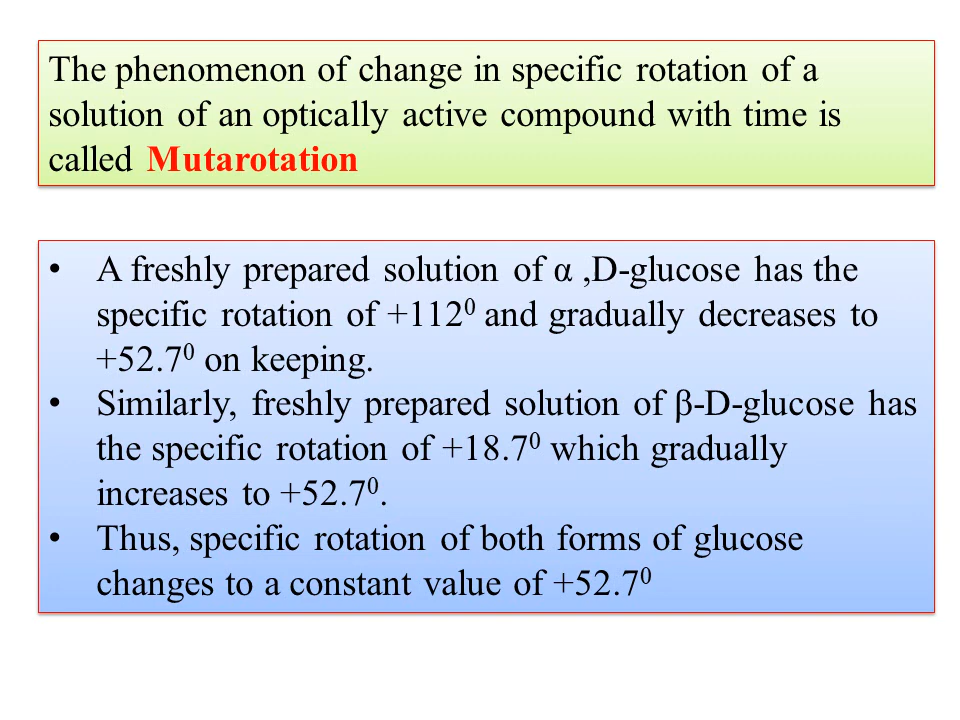 The phenomenon of change in specific rotation of a
solution of an optically active compound with time is
called Mutarotation
• A freshly prepared solution of α ,D-glucose has the
specific rotation of +112⁰ and gradually decreases to
+52.7⁰ on keeping.
• Similarly, freshly prepared solution of β-D-glucose has
the specific rotation of +18.7⁰ which gradually
increases to +52.7⁰.
• Thus, specific rotation of both forms of glucose
changes to a constant value of +52.7⁰